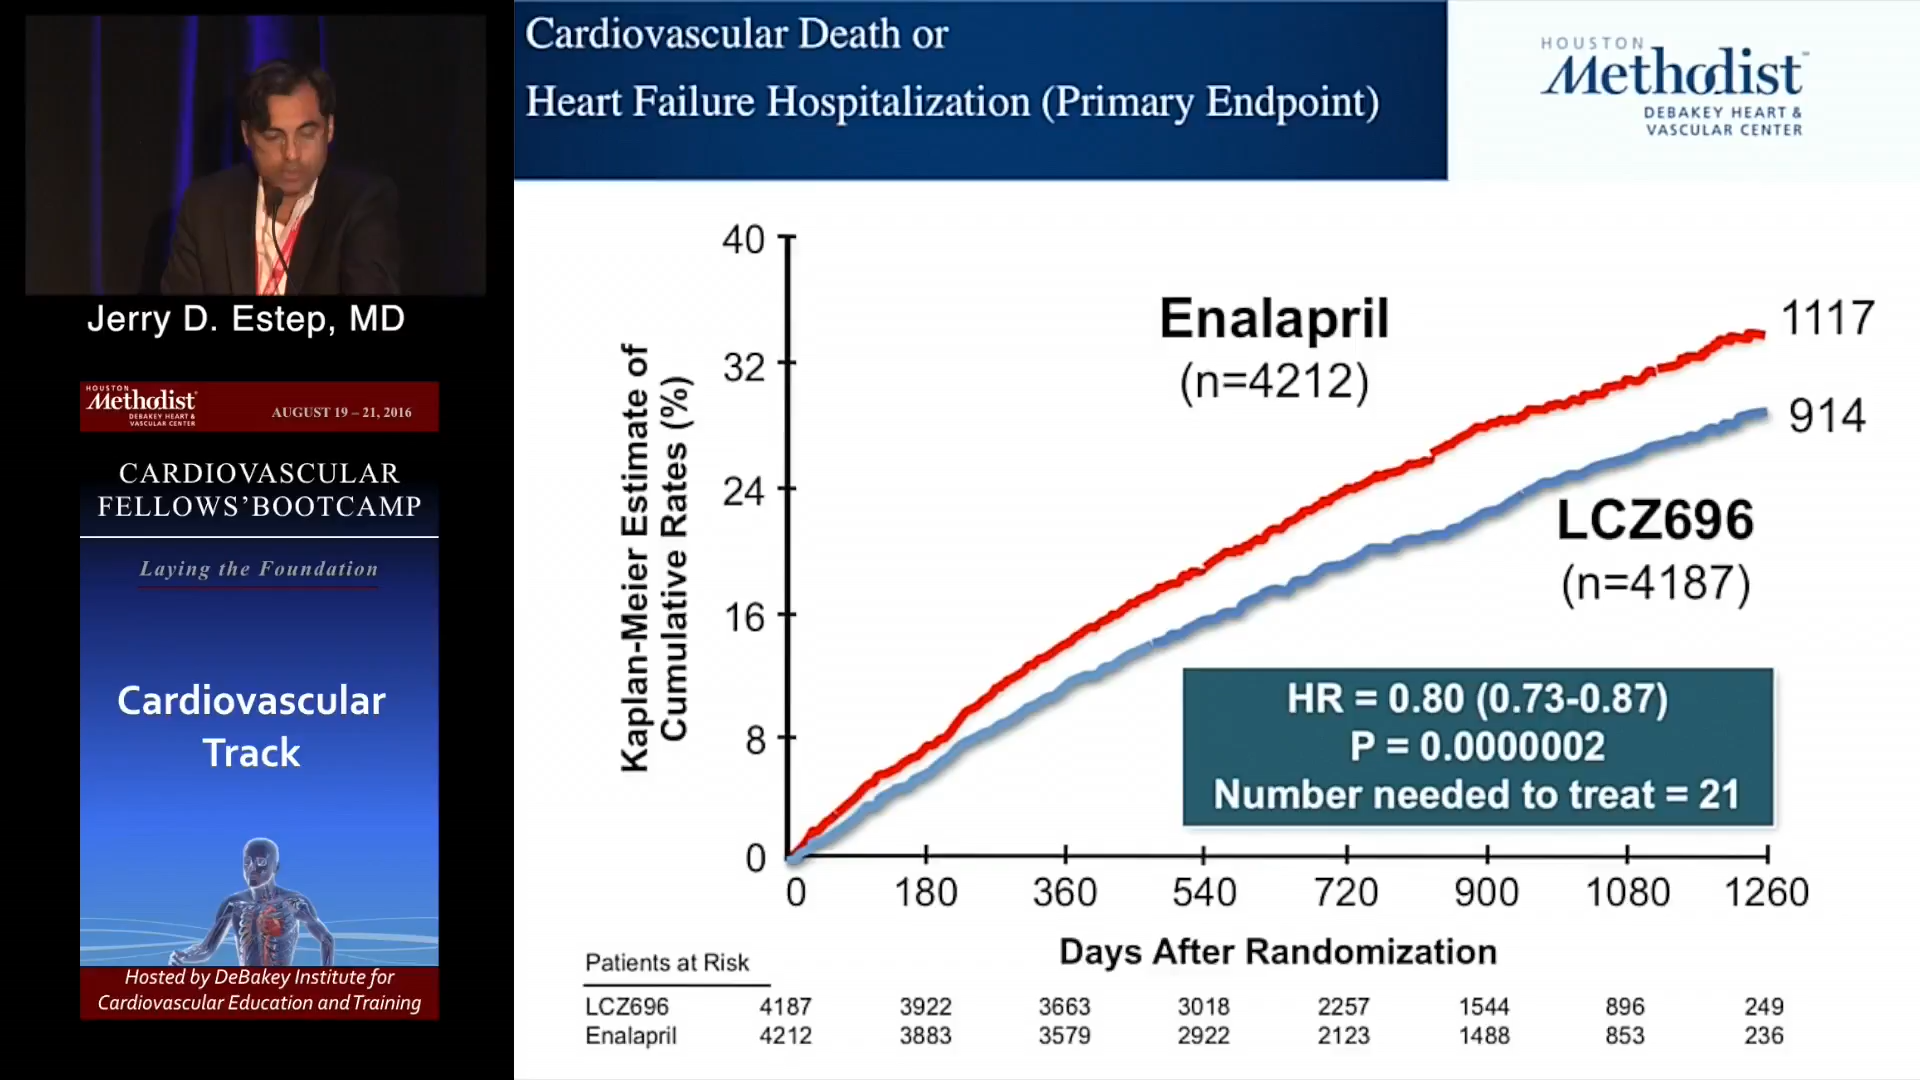 Cardiovascular Death or
Heart Failure Hospitalization (Primary Endpoint)
HOUSTON
Methodist
DEBAKEY HEART &
VASCULAR CENTER
Jerry D. Estep, MD
HOUSTON
Methodist
DEBAKEY HEART &
VASCULAR CENTER
AUGUST 19 – 21, 2016
CARDIOVASCULAR
FELLOWS’BOOTCAMP
Laying the Foundation
Cardiovascular
Track
Hosted by DeBakey Institute for
Cardiovascular Education and Training
Kaplan-Meier Estimate of
Cumulative Rates (%)
40
32
24
16
8
0
Enalapril
(n=4212)
1117
914
LCZ696
(n=4187)
HR = 0.80 (0.73-0.87)
P = 0.0000002
Number needed to treat = 21
0 180 360 540 720 900 1080 1260
Days After Randomization
Patients at Risk
LCZ696 4187 3922 3663 3018 2257 1544 896 249
Enalapril 4212 3883 3579 2922 2123 1488 853 236